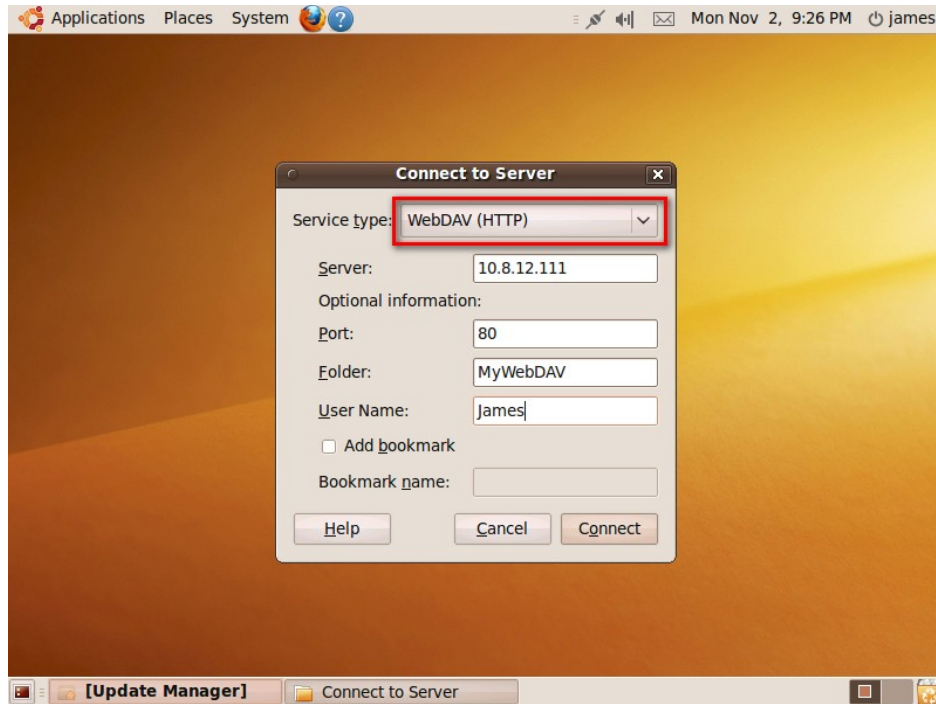 Applications Places System Mon Nov 2, 9:26 PM james
Connect to Server
Service type: WebDAV (HTTP)
Server: 10.8.12.111
Optional information:
Port: 80
Folder: MyWebDAV
User Name: James
Add bookmark
Bookmark name:
Help Cancel Connect
[Update Manager] Connect to Server